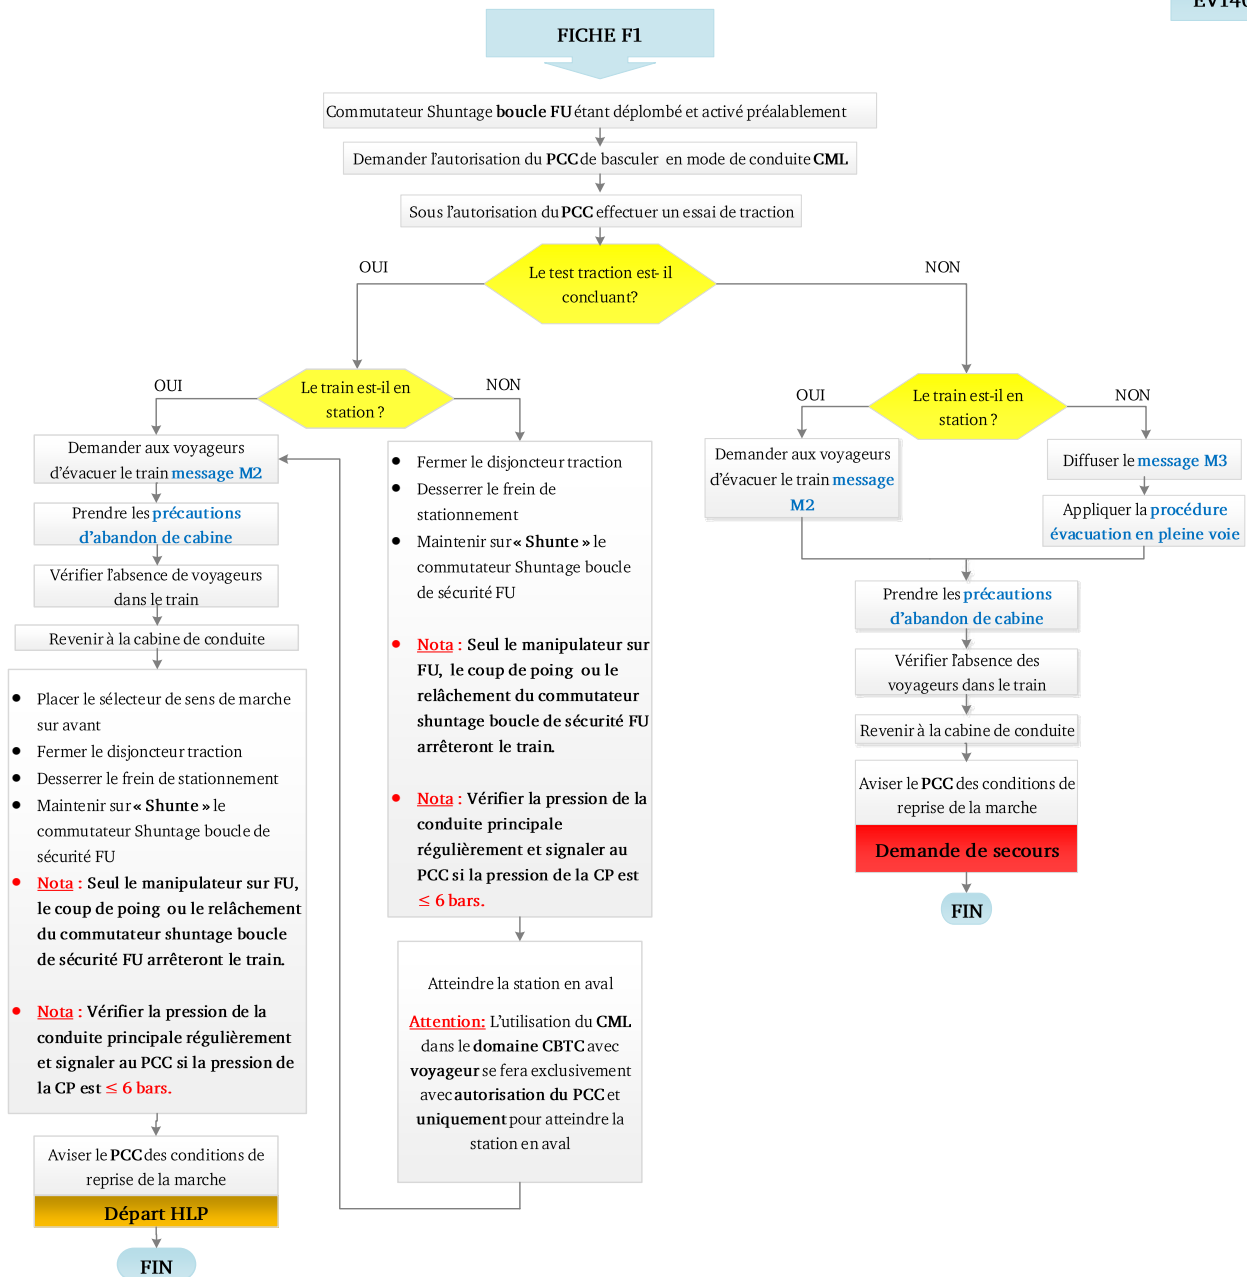 EV140
FICHE F1
Commutateur Shuntage boucle FU étant déplombé et activé préalablement
Demander l'autorisation du PCC de basculer en mode de conduite CML
Sous l'autorisation du PCC effectuer un essai de traction
Le test traction est- il
concluant?
OUI
NON
Le train est-il en
station ?
OUI
NON
Demander aux voyageurs
d'évacuer le train message M2
Prendre les précautions
d'abandon de cabine
Vérifier l'absence de voyageurs
dans le train
Revenir à la cabine de conduite
• Placer le sélecteur de sens de marche
sur avant
• Fermer le disjoncteur traction
• Desserrer le frein de stationnement
• Maintenir sur « Shunte » le
commutateur Shuntage boucle de
sécurité FU
• Nota : Seul le manipulateur sur FU,
le coup de poing ou le relâchement
du commutateur shuntage boucle
de sécurité FU arrêteront le train.
• Nota : Vérifier la pression de la
conduite principale régulièrement
et signaler au PCC si la pression de
la CP est ≤ 6 bars.
Aviser le PCC des conditions de
reprise de la marche
Départ HLP
FIN
• Fermer le disjoncteur traction
• Desserrer le frein de
stationnement
• Maintenir sur « Shunte » le
commutateur Shuntage boucle
de sécurité FU
• Nota : Seul le manipulateur sur
FU, le coup de poing ou le
relâchement du commutateur
shuntage boucle de sécurité FU
arrêteront le train.
• Nota : Vérifier la pression de la
conduite principale
régulièrement et signaler au
PCC si la pression de la CP est
≤ 6 bars.
Atteindre la station en aval
Attention: L'utilisation du CML
dans le domaine CBTC avec
voyageur se fera exclusivement
avec autorisation du PCC et
uniquement pour atteindre la
station en aval
Le train est-il en
station ?
OUI
NON
Demander aux voyageurs
d'évacuer le train message
M2
Diffuser le message M3
Appliquer la procédure
évacuation en pleine voie
Prendre les précautions
d'abandon de cabine
Vérifier l'absence des
voyageurs dans le train
Revenir à la cabine de conduite
Aviser le PCC des conditions de
reprise de la marche
Demande de secours
FIN